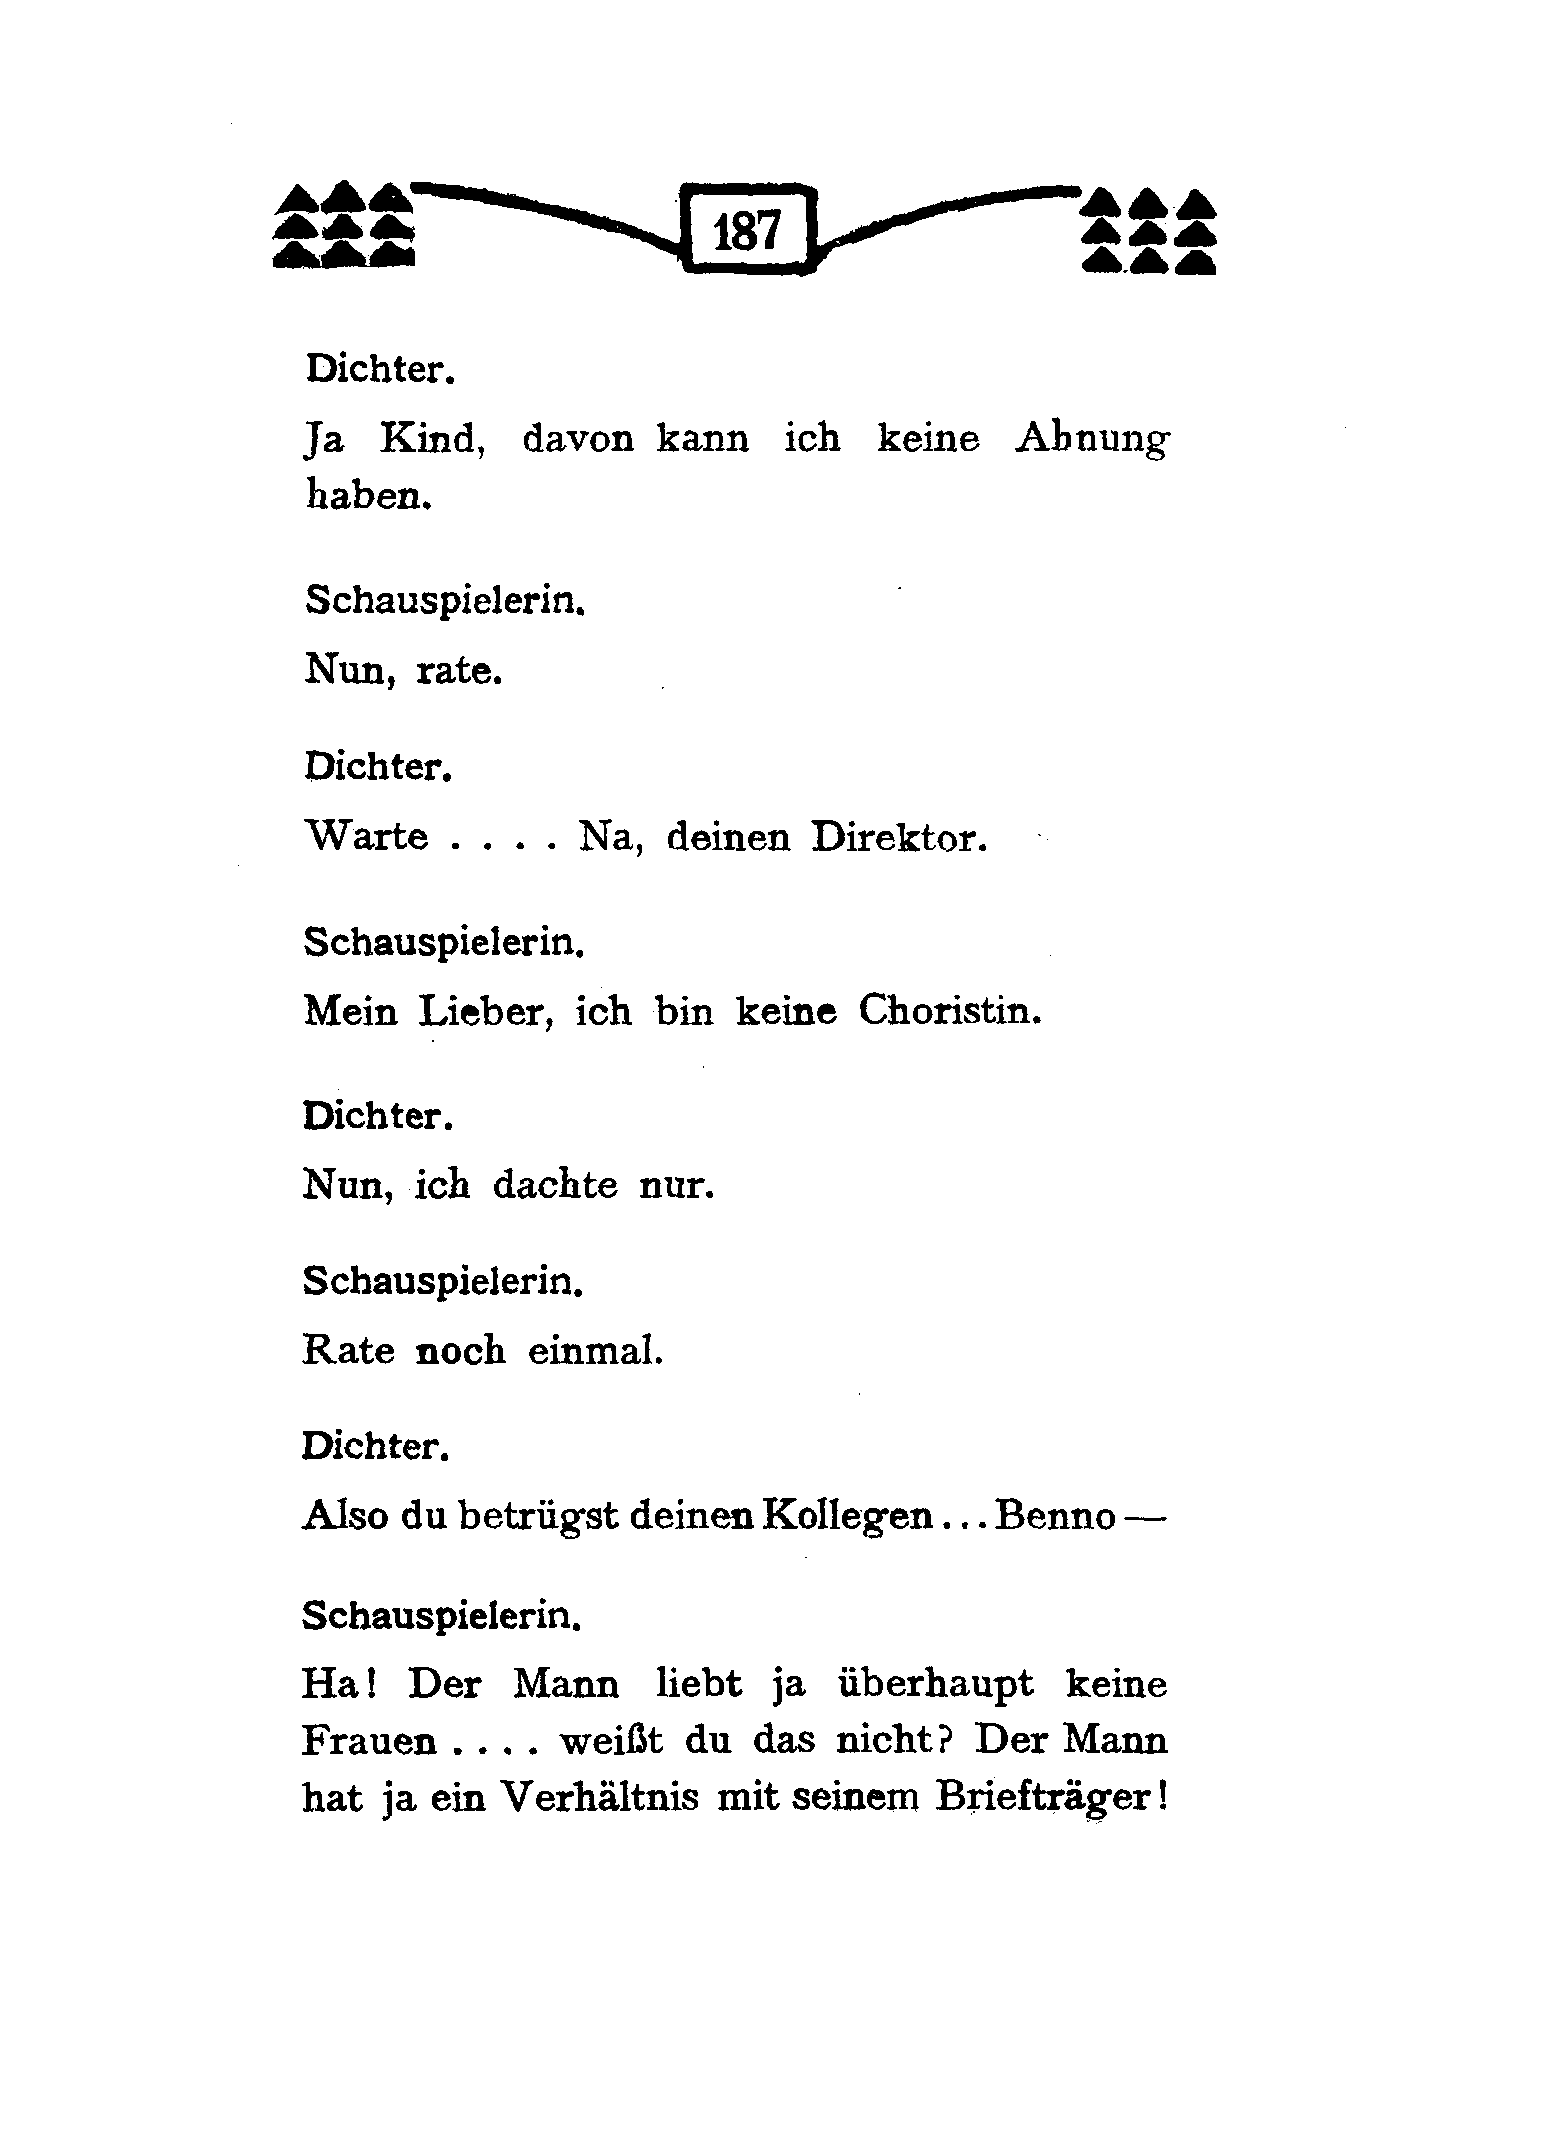 187
Dichter.
Ja Kind, davon kann ich keine Ahnung
haben.
Schauspielerin.
Nun, rate.
Dichter.
Warte . . . . Na, deinen Direktor.
Schauspielerin.
Mein Lieber, ich bin keine Choristin.
Dichter.
Nun, ich dachte nur.
Schauspielerin.
Rate noch einmal.
Dichter.
Also du betrügst deinen Kollegen . . . Benno —
Schauspielerin.
Ha! Der Mann liebt ja überhaupt keine
Frauen . . . . weißt du das nicht? Der Mann
hat ja ein Verhältnis mit seinem Briefträger!